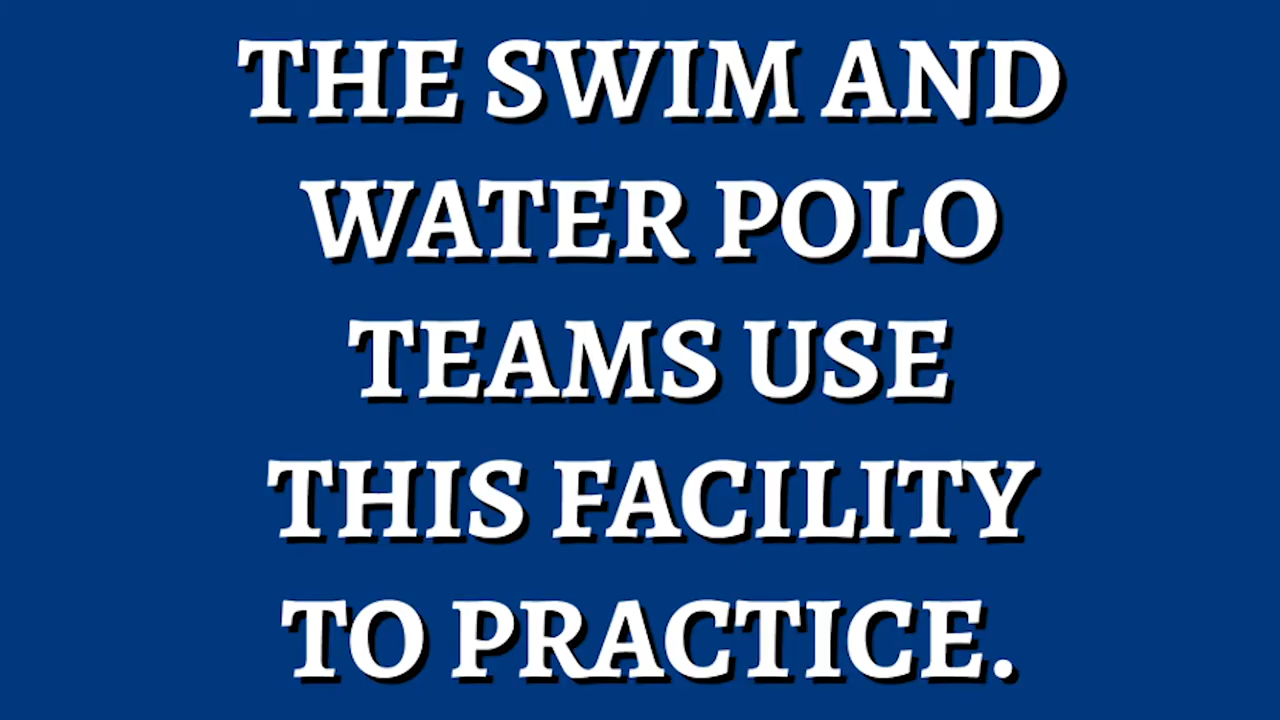 THE SWIM AND
WATER POLO
TEAMS USE
THIS FACILITY
TO PRACTICE.